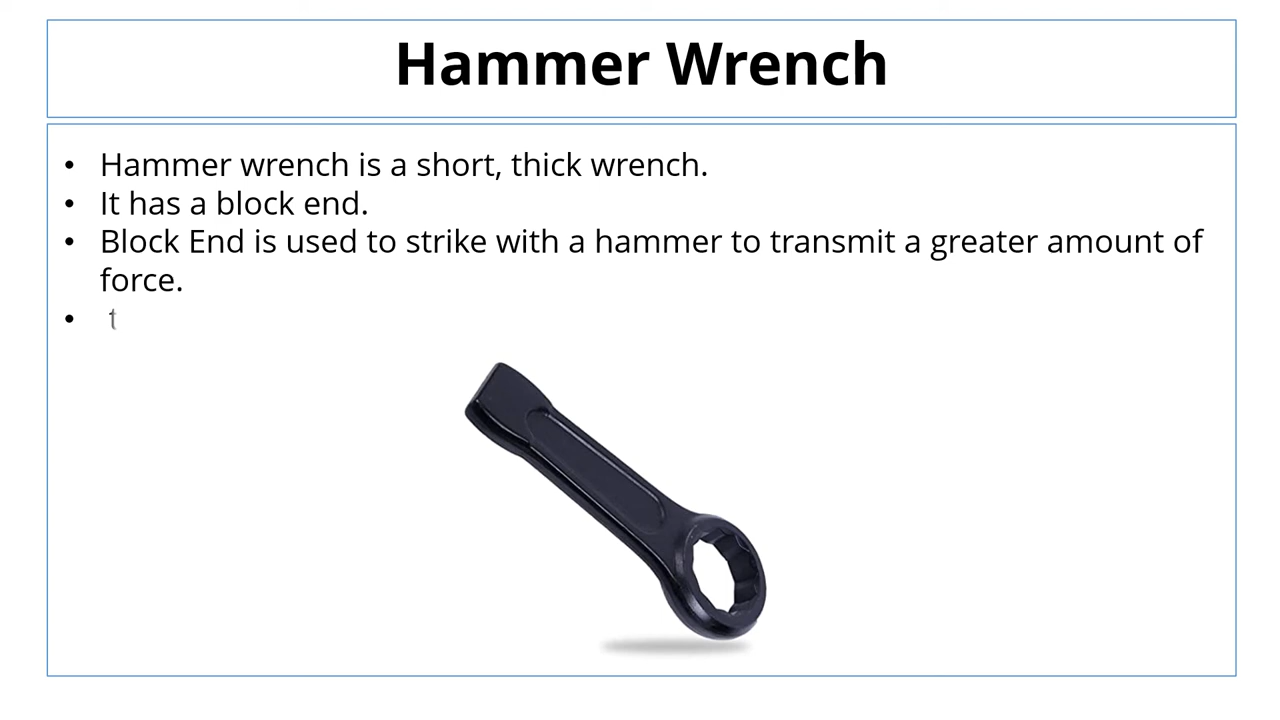 Hammer Wrench
• Hammer wrench is a short, thick wrench.
• It has a block end.
• Block End is used to strike with a hammer to transmit a greater amount of
force.
• t